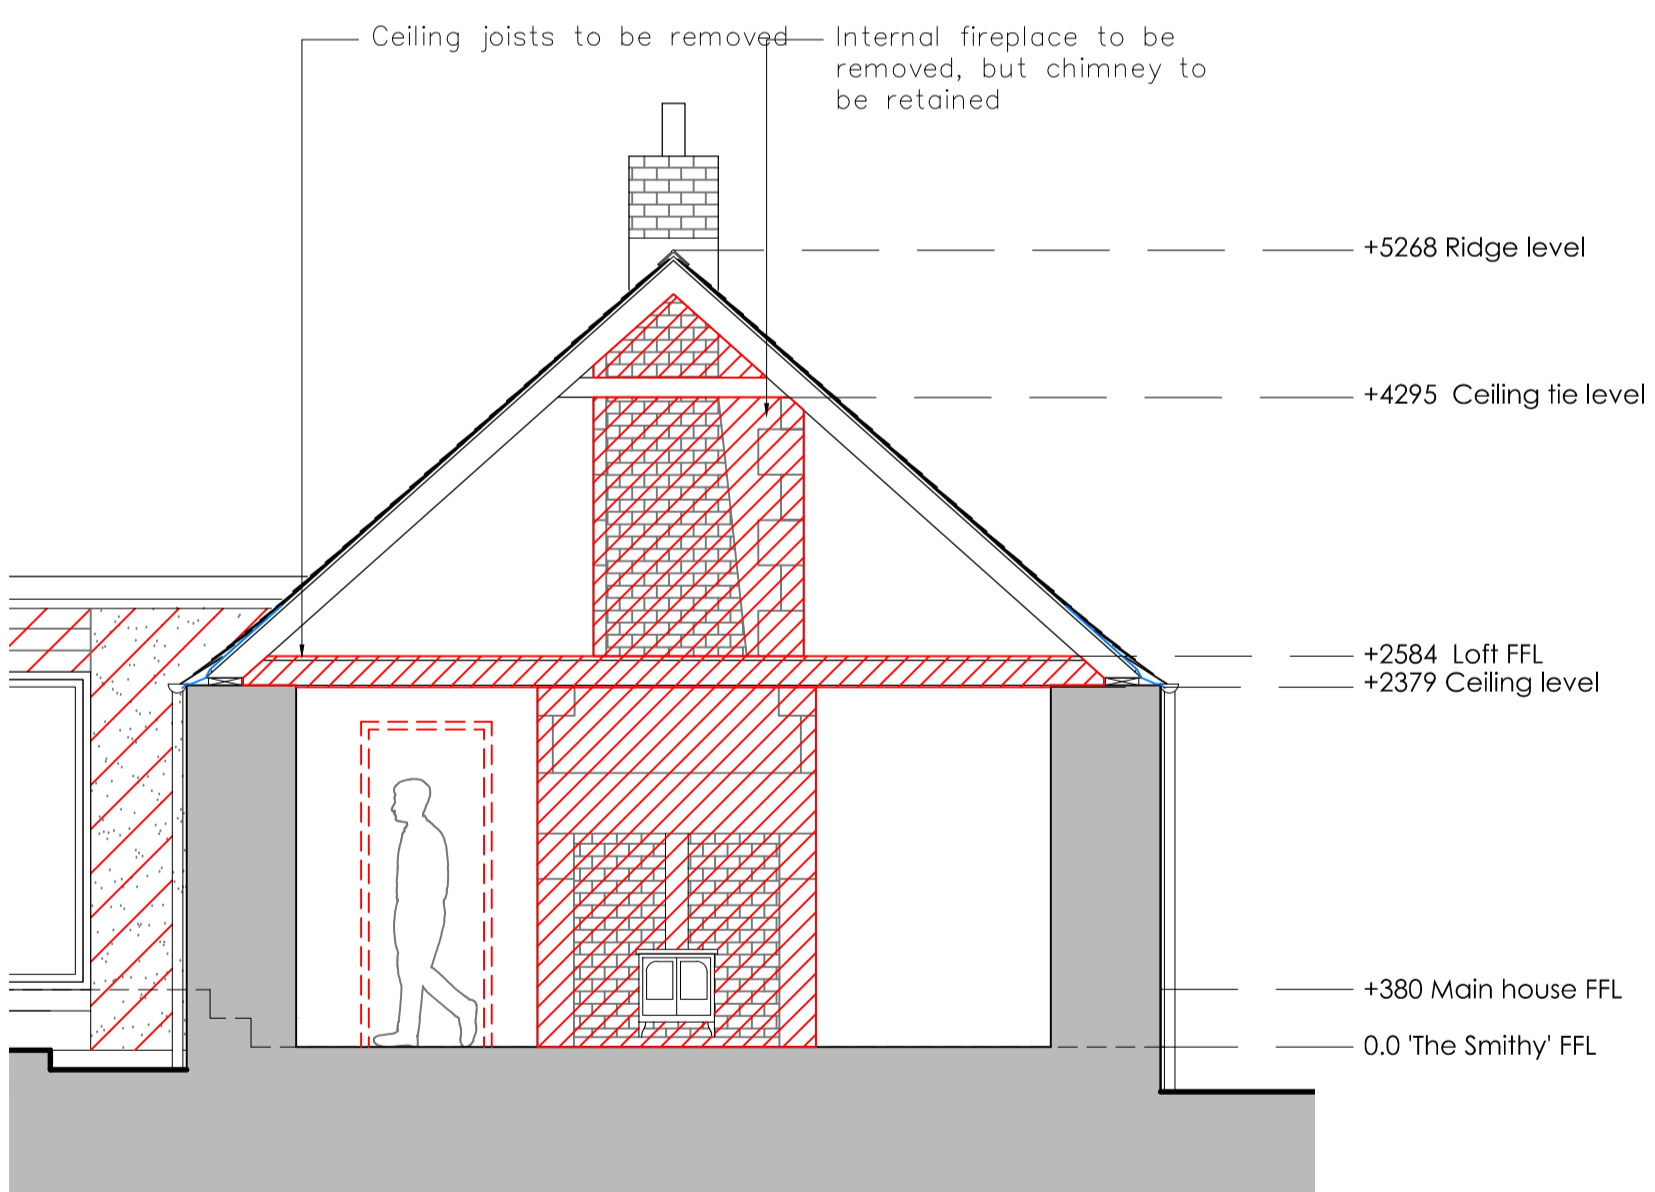 Ceiling joists to be removed
Internal fireplace to be
removed, but chimney to
be retained
+5268 Ridge level
+4295 Ceiling tie level
+2584 Loft FFL
+2379 Ceiling level
+380 Main house FFL
0.0 'The Smithy' FFL